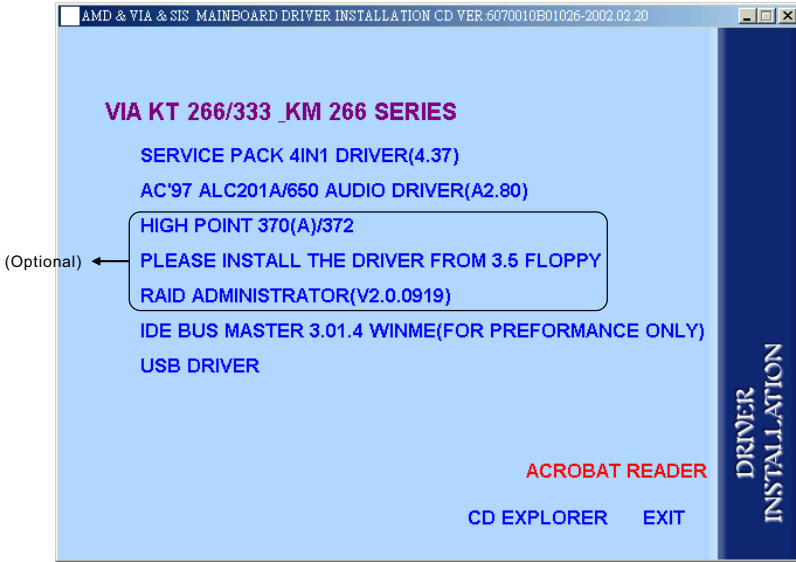 AMD & VIA & SIS MAINBOARD DRIVER INSTALLATION CD VER:6070010B01026-2002.02.20
VIA KT 266/333 _KM 266 SERIES
SERVICE PACK 4IN1 DRIVER(4.37)
AC'97 ALC201A/650 AUDIO DRIVER(A2.80)
HIGH POINT 370(A)/372
(Optional)
PLEASE INSTALL THE DRIVER FROM 3.5 FLOPPY
RAID ADMINISTRATOR(V2.0.0919)
IDE BUS MASTER 3.01.4 WINME(FOR PREFORMANCE ONLY)
USB DRIVER
ACROBAT READER
CD EXPLORER EXIT
DRIVER
INSTALLATION